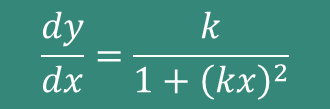 dy/dx = k/(1 + (kx)²)